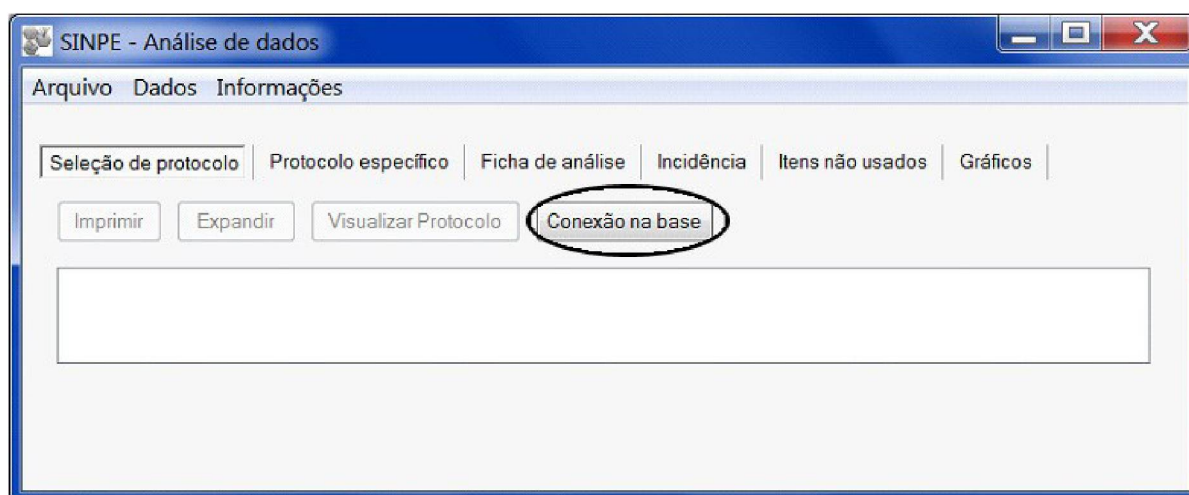 SINPE - Análise de dados
Arquivo Dados Informações
Seleção de protocolo Protocolo específico Ficha de análise Incidência Itens não usados Gráficos
Imprimir Expandir Visualizar Protocolo Conexão na base